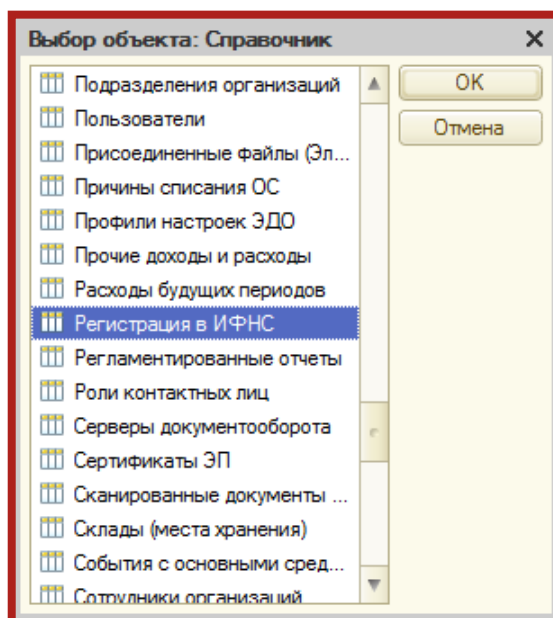 Выбор объекта: Справочник
Подразделения организаций
Пользователи
Присоединенные файлы (Эл...
Причины списания ОС
Профили настроек ЭДО
Прочие доходы и расходы
Расходы будущих периодов
Регистрация в ИФНС
Регламентированные отчеты
Роли контактных лиц
Серверы документооборота
Сертификаты ЭП
Сканированные документы ...
Склады (места хранения)
События с основными сред...
Сотрудники организаций
OK
Отмена